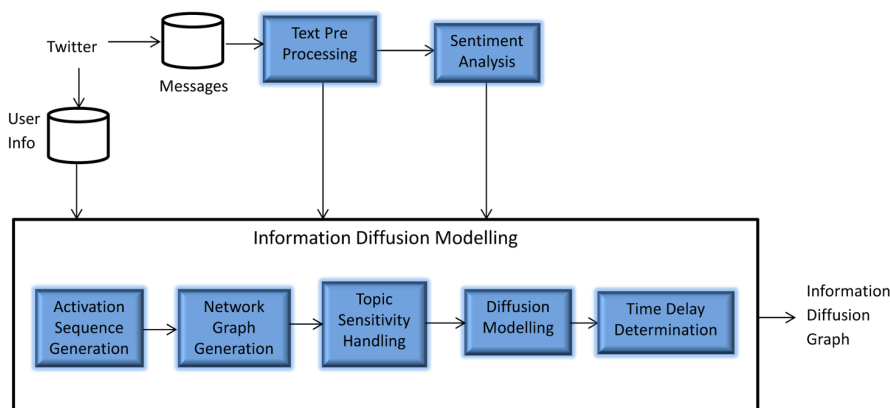 Twitter
Messages
Text Pre
Processing
Sentiment
Analysis
User
Info
Information Diffusion Modelling
Activation
Sequence
Generation
Network
Graph
Generation
Topic
Sensitivity
Handling
Diffusion
Modelling
Time Delay
Determination
Information
Diffusion
Graph